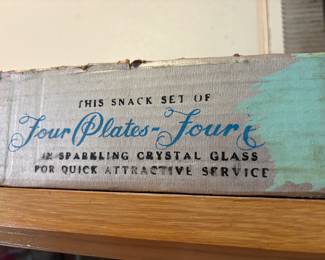 THIS SNACK SET OF
Four Plates-Four
IN SPARKLING CRYSTAL GLASS
FOR QUICK ATTRACTIVE SERVICE